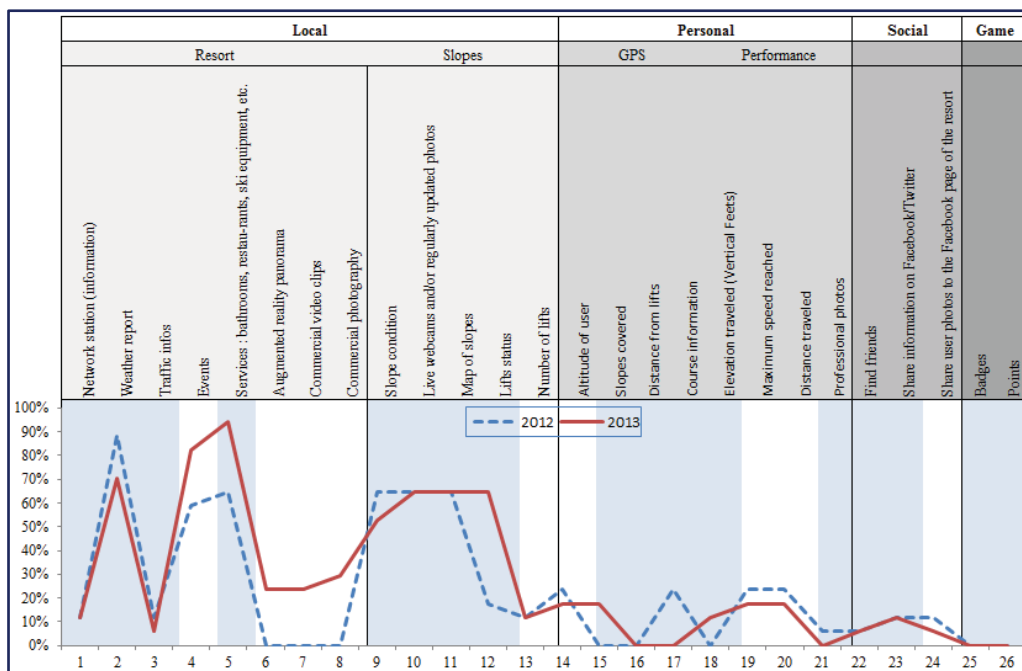 Local Personal Social Game
Resort Slopes GPS Performance
Network station (information)
Weather report
Traffic infos
Events
Services : bathrooms, restau-rants, ski equipment, etc.
Augmented reality panorama
Commercial video clips
Commercial photography
Slope condition
Live webcams and/or regularly updated photos
Map of slopes
Lifts status
Number of lifts
Altitude of user
Slopes covered
Distance from lifts
Course information
Elevation traveled (Vertical Feets)
Maximum speed reached
Distance traveled
Professional photos
Find friends
Share information on Facebook/Twitter
Share user photos to the Facebook page of the resort
Badges
Points
100%
90%
80%
70%
60%
50%
40%
30%
20%
10%
0%
2012 2013
1 2 3 4 5 6 7 8 9 10 11 12 13 14 15 16 17 18 19 20 21 22 23 24 25 26